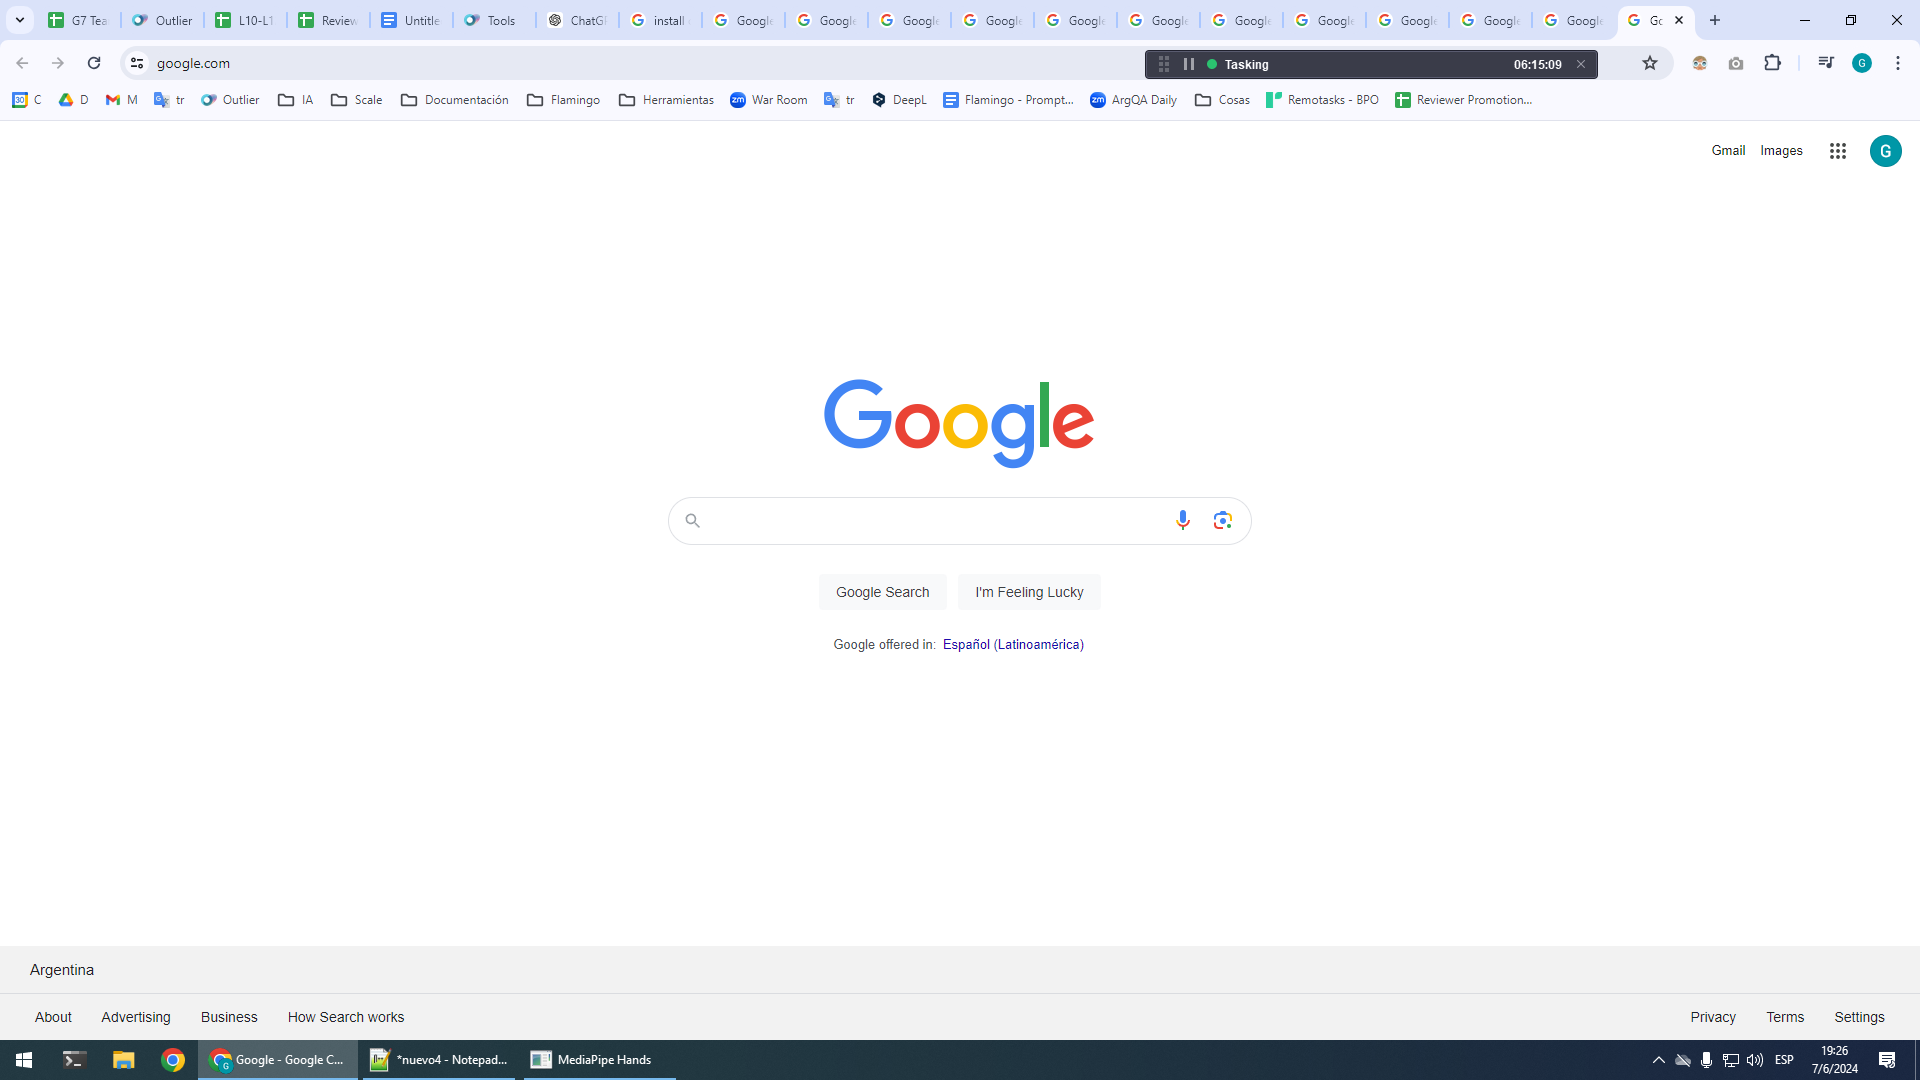 G7 Tea Outlier L10-L1 Review Untitle Tools ChatGP install Google Google Google Google Google Google Google Google Google Google Google Go
google.com Tasking 06:15:09 G
C D M tr Outlier IA Scale Documentación Flamingo Herramientas War Room tr DeepL Flamingo - Prompt... ArgQA Daily Cosas Remotasks - BPO Reviewer Promotion...
Gmail Images G
Google
Google Search I'm Feeling Lucky
Google offered in: Español (Latinoamérica)
Argentina
About Advertising Business How Search works Privacy Terms Settings
Google - Google C... *nuevo4 - Notepad... MediaPipe Hands ESP 19:26
7/6/2024